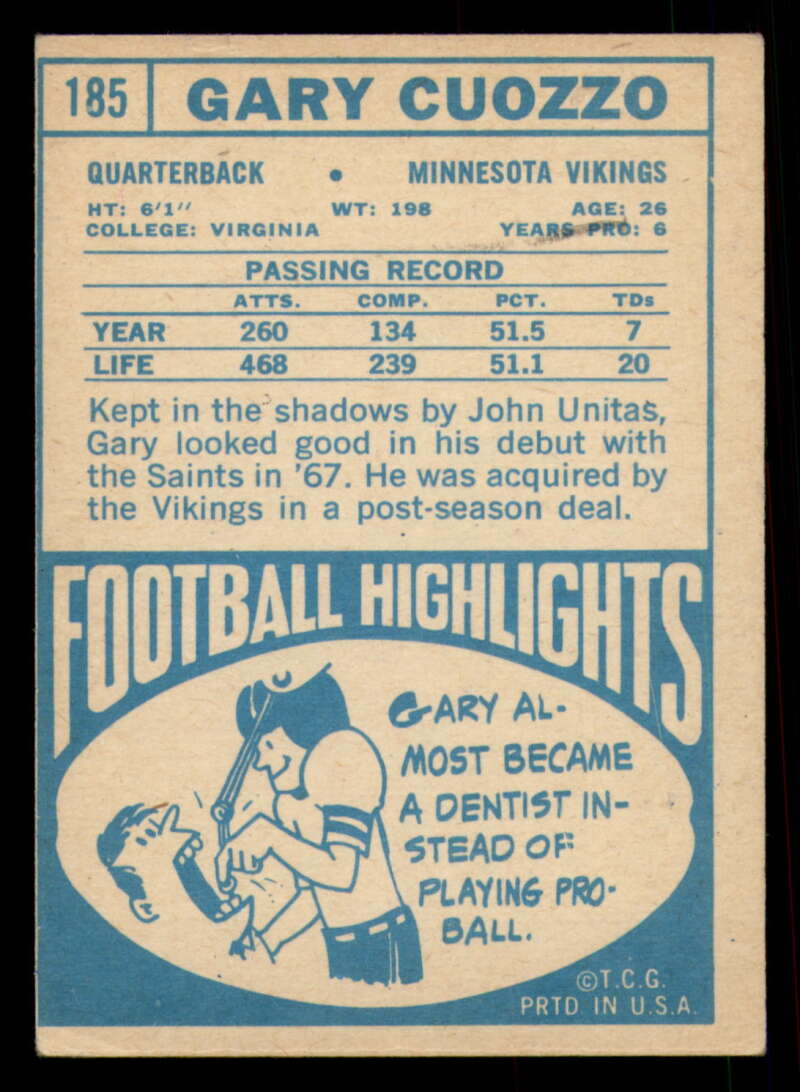 185 GARY CUOZZO
QUARTERBACK • MINNESOTA VIKINGS
HT: 6'1" WT: 198 AGE: 26
COLLEGE: VIRGINIA YEARS PRO: 6
PASSING RECORD
ATTS. COMP. PCT. TDs
YEAR 260 134 51.5 7
LIFE 468 239 51.1 20
Kept in the shadows by John Unitas,
Gary looked good in his debut with
the Saints in '67. He was acquired by
the Vikings in a post-season deal.
FOOTBALL HIGHLIGHTS
GARY AL-
MOST BECAME
A DENTIST IN-
STEAD OF
PLAYING PRO-
BALL.
©T.C.G.
PRTD IN U.S.A.